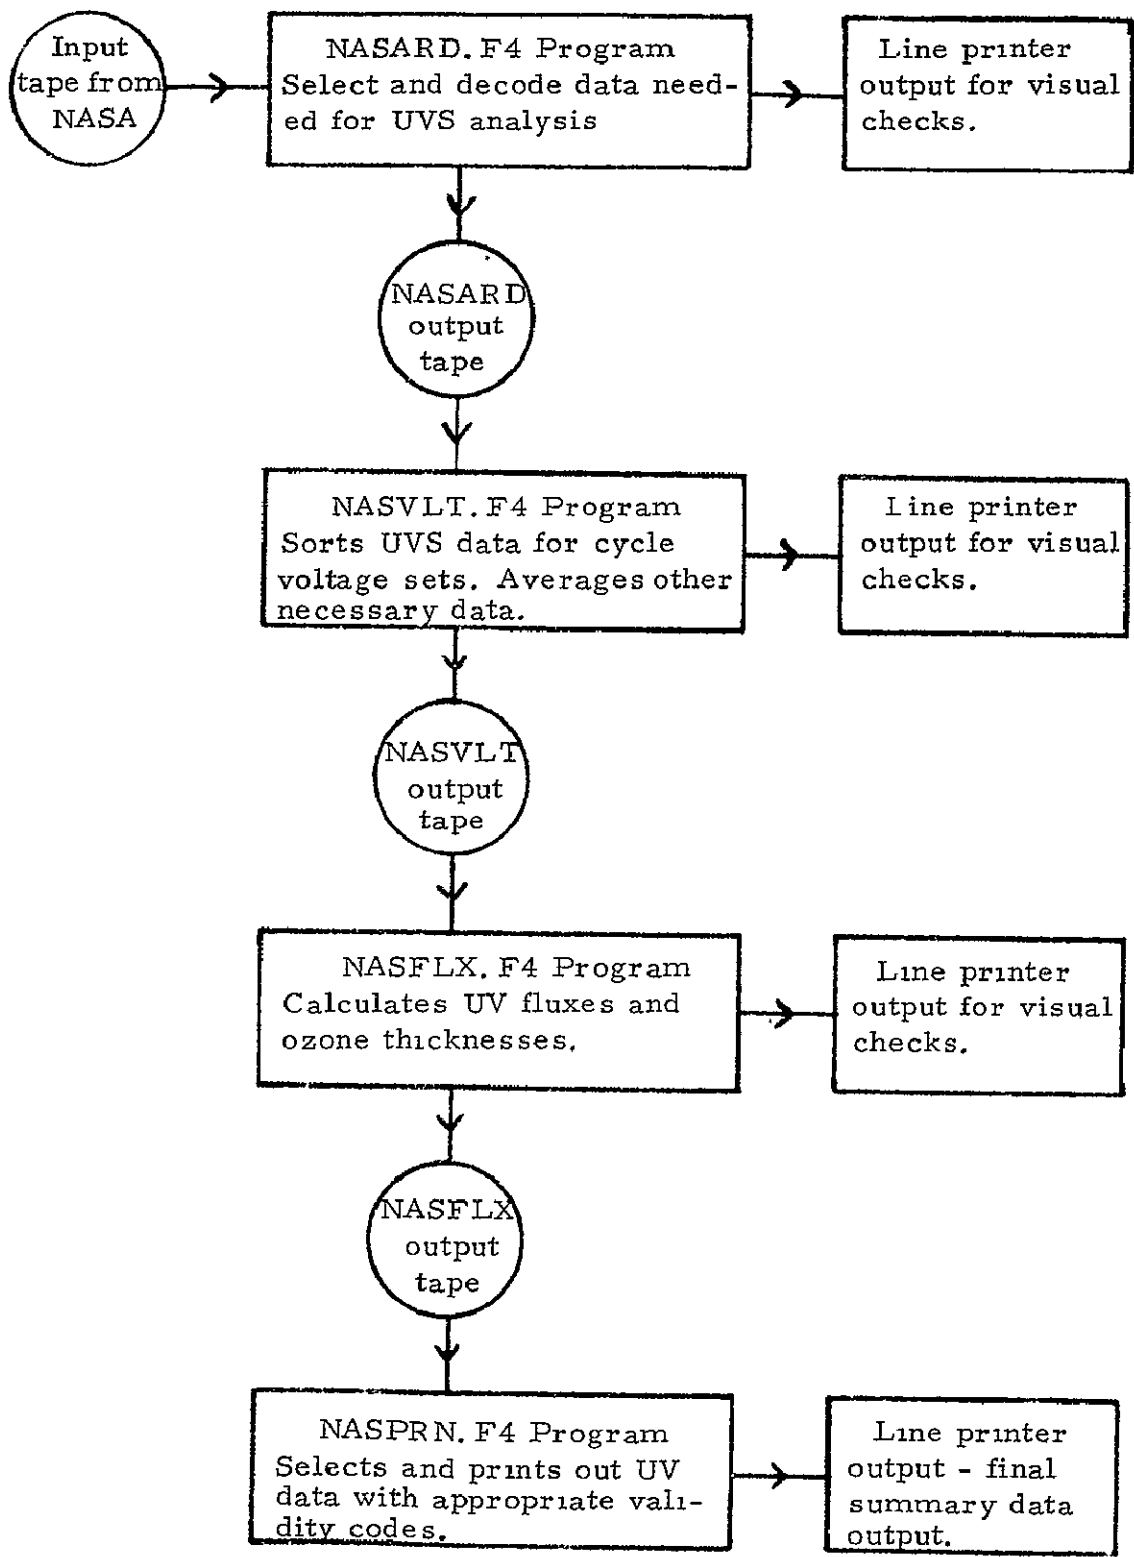 Input
tape from
NASA
NASARD. F4 Program
Select and decode data need-
ed for UVS analysis
Line printer
output for visual
checks.
NASARD
output
tape
NASVLT. F4 Program
Sorts UVS data for cycle
voltage sets. Averages other
necessary data.
Line printer
output for visual
checks.
NASVLT
output
tape
NASFLX. F4 Program
Calculates UV fluxes and
ozone thicknesses.
Line printer
output for visual
checks.
NASFLX
output
tape
NASPRN. F4 Program
Selects and prints out UV
data with appropriate vali-
dity codes.
Line printer
output - final
summary data
output.